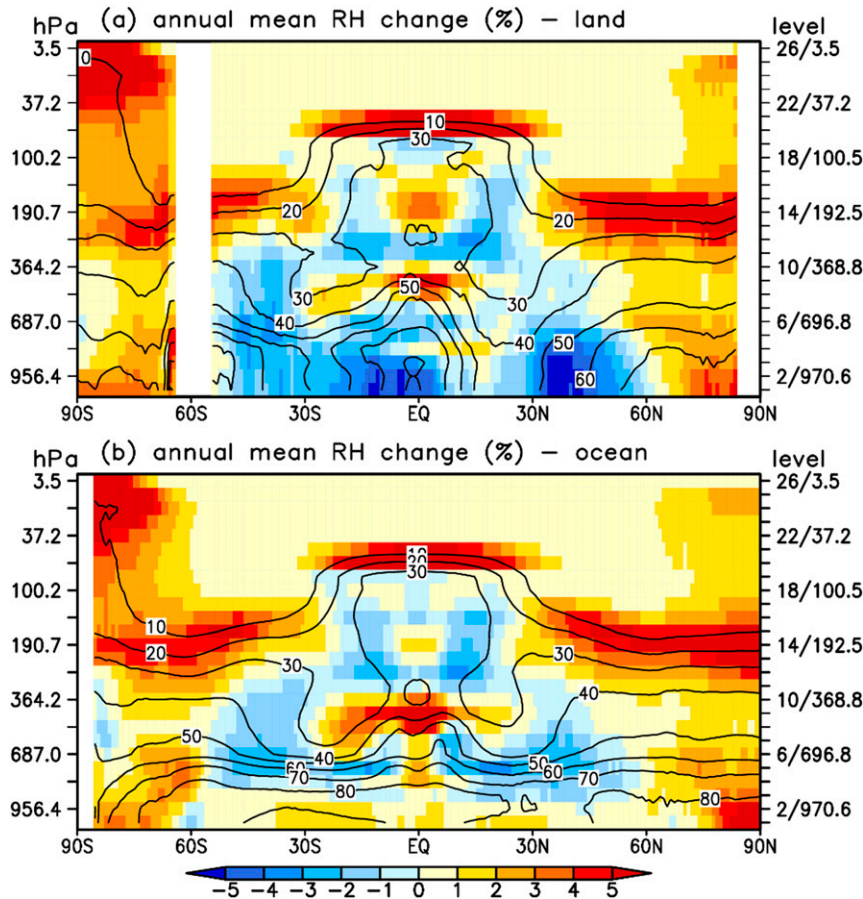 hPa (a) annual mean RH change (%) – land level
3.5 26/3.5
0
37.2 22/37.2
10
30
100.2 18/100.5
190.7 20 20 14/192.5
364.2 10/368.8
30 50 30
687.0 40 40 50 6/696.8
956.4 60 2/970.6
90S 60S 30S EQ 30N 60N 90N
hPa (b) annual mean RH change (%) – ocean level
3.5 26/3.5
37.2 22/37.2
10
20
30
100.2 18/100.5
10
190.7 20 14/192.5
30 30
364.2 40 10/368.8
50
687.0 40 50 6/696.8
60 60
70 70
80 80
956.4 2/970.6
90S 60S 30S EQ 30N 60N 90N
−5 −4 −3 −2 −1 0 1 2 3 4 5